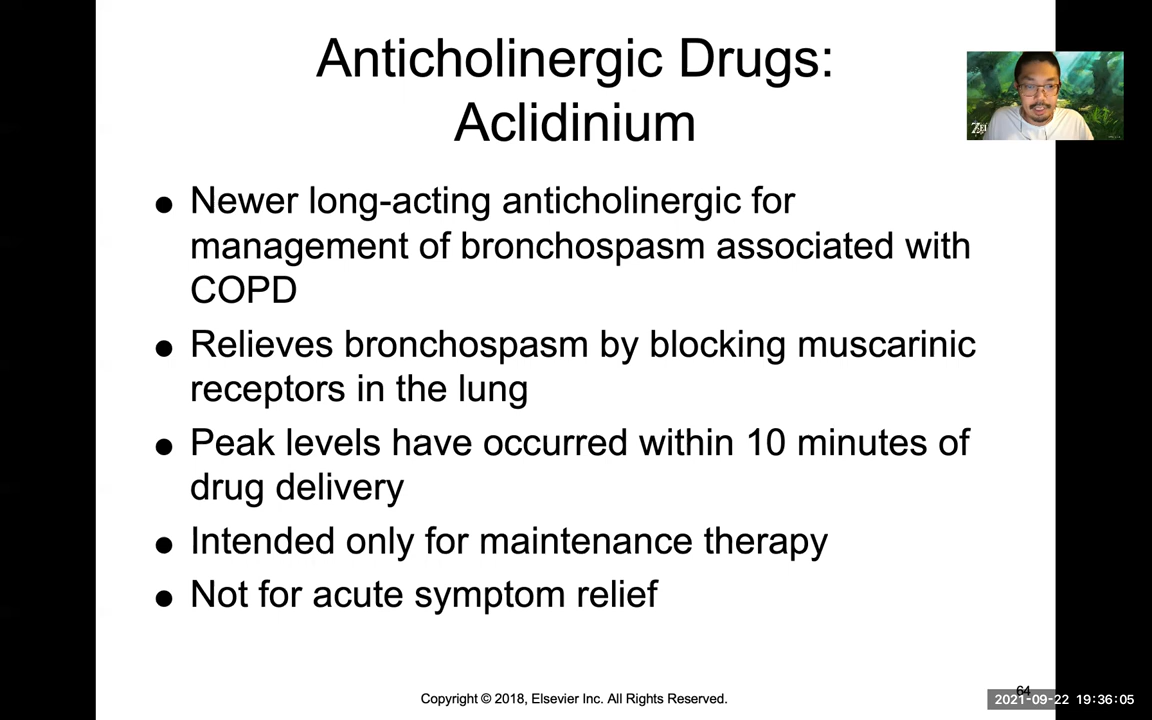 Anticholinergic Drugs:
Aclidinium
● Newer long-acting anticholinergic for
management of bronchospasm associated with
COPD
● Relieves bronchospasm by blocking muscarinic
receptors in the lung
● Peak levels have occurred within 10 minutes of
drug delivery
● Intended only for maintenance therapy
● Not for acute symptom relief
Copyright © 2018, Elsevier Inc. All Rights Reserved.
64
2021-09-22 19:36:05